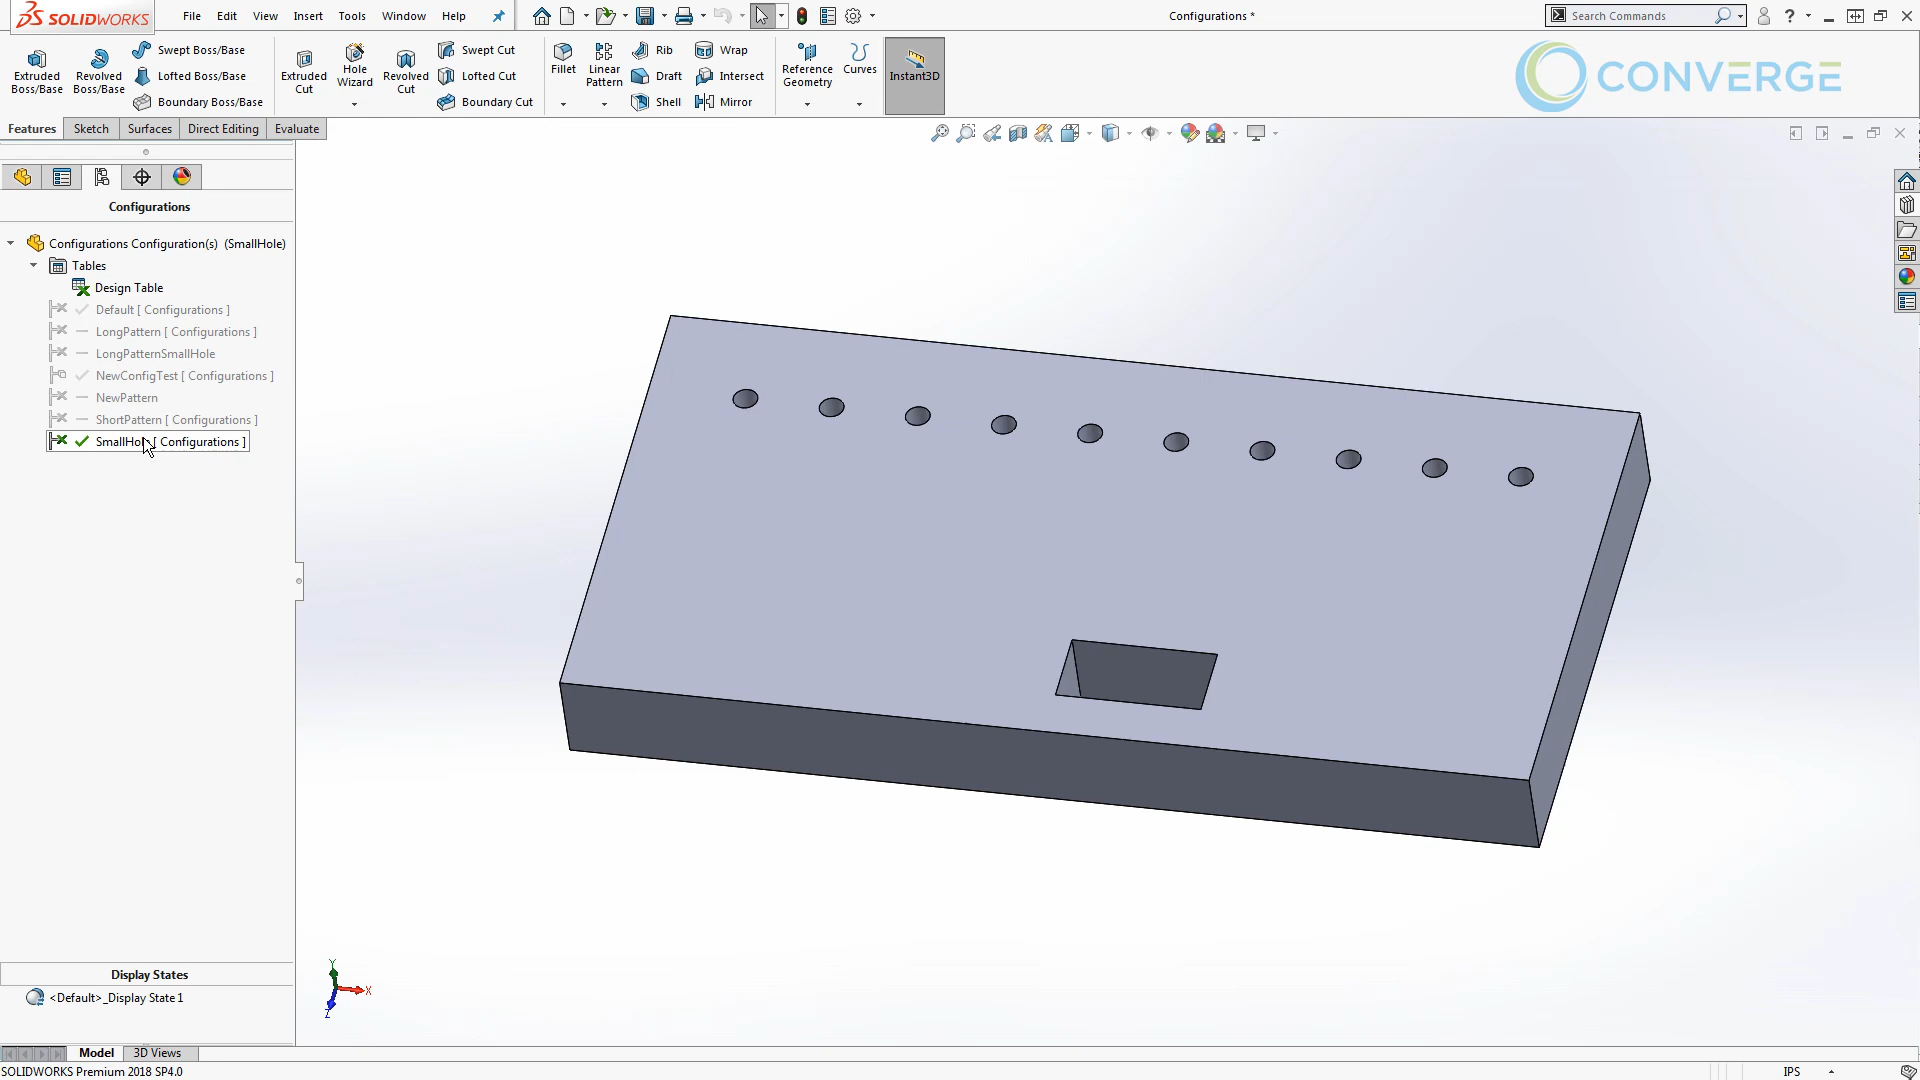 SOLIDWORKS File Edit View Insert Tools Window Help Configurations * Search Commands
Extruded Boss/Base
Revolved Boss/Base
Swept Boss/Base
Lofted Boss/Base
Boundary Boss/Base
Extruded Cut
Hole Wizard
Revolved Cut
Swept Cut
Lofted Cut
Boundary Cut
Fillet
Linear Pattern
Rib
Draft
Shell
Wrap
Intersect
Mirror
Reference Geometry
Curves
Instant3D
CONVERGE
Features Sketch Surfaces Direct Editing Evaluate
Configurations
Configurations Configuration(s) (SmallHole)
Tables
Design Table
Default [ Configurations ]
LongPattern [ Configurations ]
LongPatternSmallHole
NewConfigTest [ Configurations ]
NewPattern
ShortPattern [ Configurations ]
SmallHole [ Configurations ]
Y
X
Z
Display States
<Default>_Display State 1
Model 3D Views
SOLIDWORKS Premium 2018 SP4.0 IPS